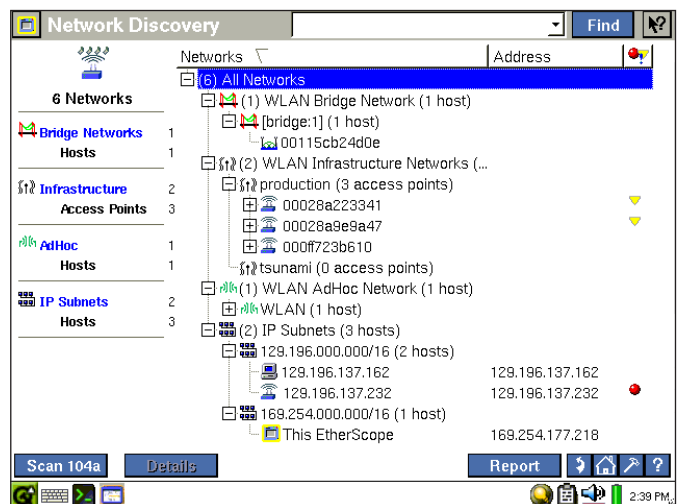 Network Discovery
Find
Networks
Address
6 Networks
Bridge Networks 1
Hosts 1
Infrastructure 2
Access Points 3
AdHoc 1
Hosts 1
IP Subnets 2
Hosts 3
(6) All Networks
(1) WLAN Bridge Network (1 host)
[bridge:1] (1 host)
00115cb24d0e
(2) WLAN Infrastructure Networks (...
production (3 access points)
00028a223341
00028a9e9a47
000ff723b610
tsunami (0 access points)
(1) WLAN AdHoc Network (1 host)
WLAN (1 host)
(2) IP Subnets (3 hosts)
129.196.000.000/16 (2 hosts)
129.196.137.162 129.196.137.162
129.196.137.232 129.196.137.232
169.254.000.000/16 (1 host)
This EtherScope 169.254.177.218
Scan 104a
Details
Report
?
2:39 PM